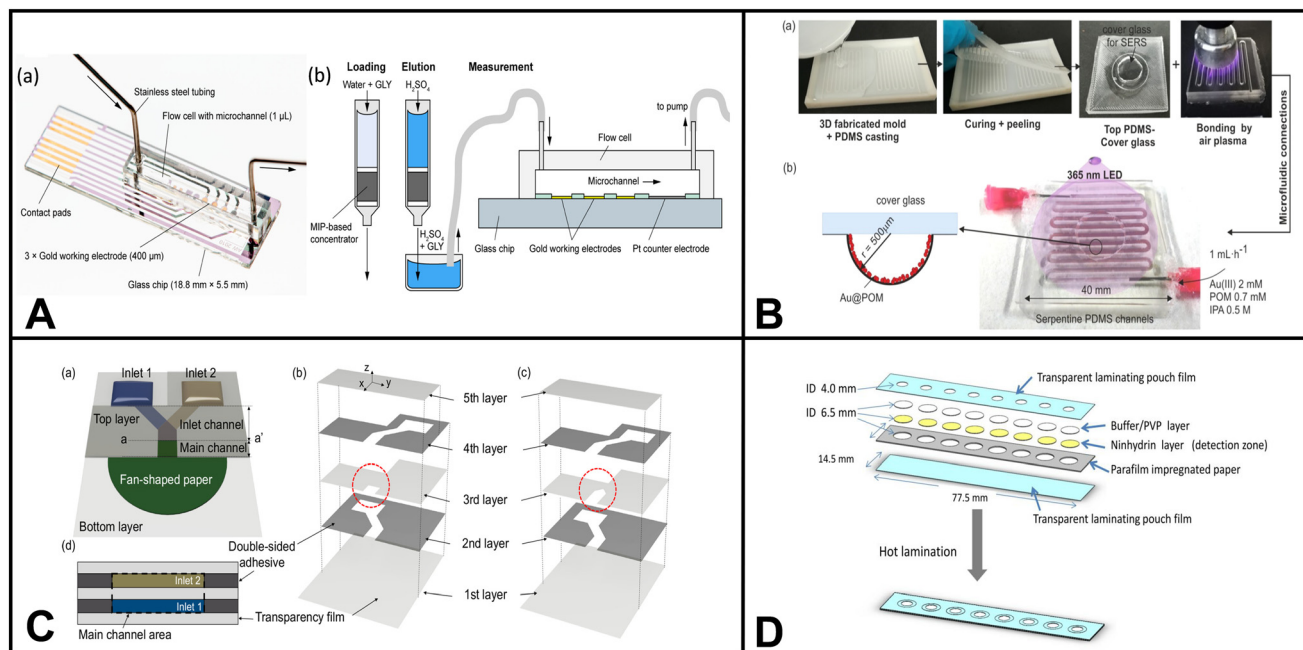 (a)
Stainless steel tubing
Flow cell with microchannel (1 µL)
Contact pads
3 × Gold working electrode (400 µm)
Glass chip (18.8 mm × 5.5 mm)
(b)
Loading
Water + GLY
Elution
H2SO4
Measurement
to pump
Flow cell
Microchannel
MIP-based
concentrator
H2SO4
+ GLY
Glass chip
Gold working electrodes
Pt counter electrode
A
(a)
cover glass
for SERS
+
3D fabricated mold
+ PDMS casting
Curing + peeling
Top PDMS-
Cover glass
Bonding by
air plasma
Microfluidic connections
(b)
365 nm LED
cover glass
r = 500µm
Au@POM
40 mm
Serpentine PDMS channels
1 mL·h-1
Au(III) 2 mM
POM 0.7 mM
IPA 0.5 M
B
(a)
Inlet 1
Inlet 2
Top layer
Inlet channel
a
a'
Main channel
Fan-shaped paper
Bottom layer
(b)
z
x
y
(c)
5th layer
4th layer
3rd layer
2nd layer
1st layer
(d)
Double-sided
adhesive
Inlet 2
Inlet 1
Transparency film
Main channel area
C
ID 4.0 mm
Transparent laminating pouch film
ID 6.5 mm
Buffer/PVP layer
Ninhydrin layer (detection zone)
Parafilm impregnated paper
14.5 mm
77.5 mm
Transparent laminating pouch film
Hot lamination
D